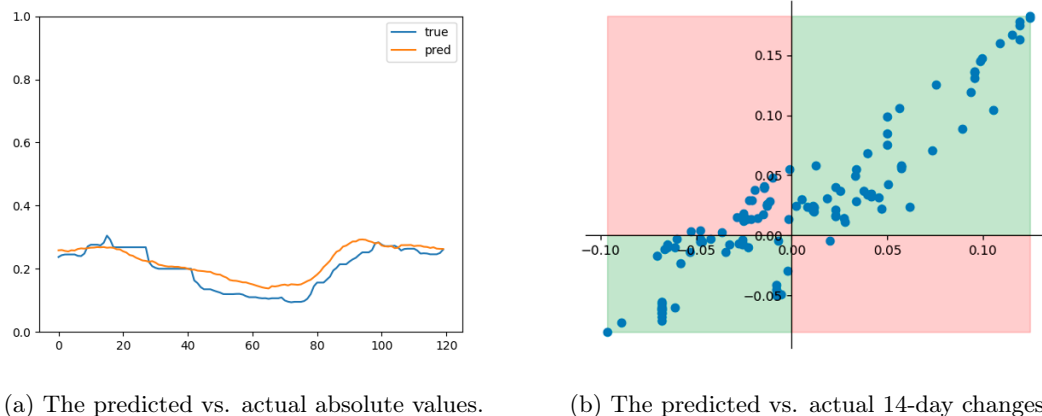 1.0
0.8
0.6
0.4
0.2
0.0
0 20 40 60 80 100 120
true
pred
0.15
0.10
0.05
0.00
−0.05
−0.10 −0.05 0.00 0.05 0.10
(a) The predicted vs. actual absolute values.
(b) The predicted vs. actual 14-day changes